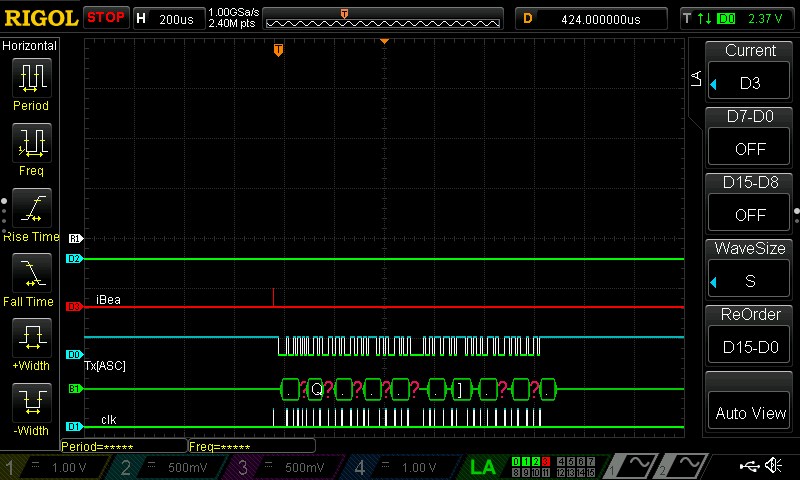 RIGOL STOP H 200us 1.00GSa/s 2.40M pts T D 424.000000us T D0 2.37 V
Horizontal
Period
Freq
Rise Time
Fall Time
+Width
-Width
T
R1
D2
D3 iBea
D0
Tx[ASC]
B1 . ? Q ? . ? . ? . ? . ] . ? . ? .
D1 clk
Period=***** Freq=*****
LA
Current
D3
D7-D0
OFF
D15-D8
OFF
WaveSize
S
ReOrder
D15-D0
Auto View
1 = 1.00 V 2 = 500mV 3 = 500mV 4 = 1.00 V LA 0 1 2 3 4 5 6 7 1 2
8 9 10 11 12 13 14 15